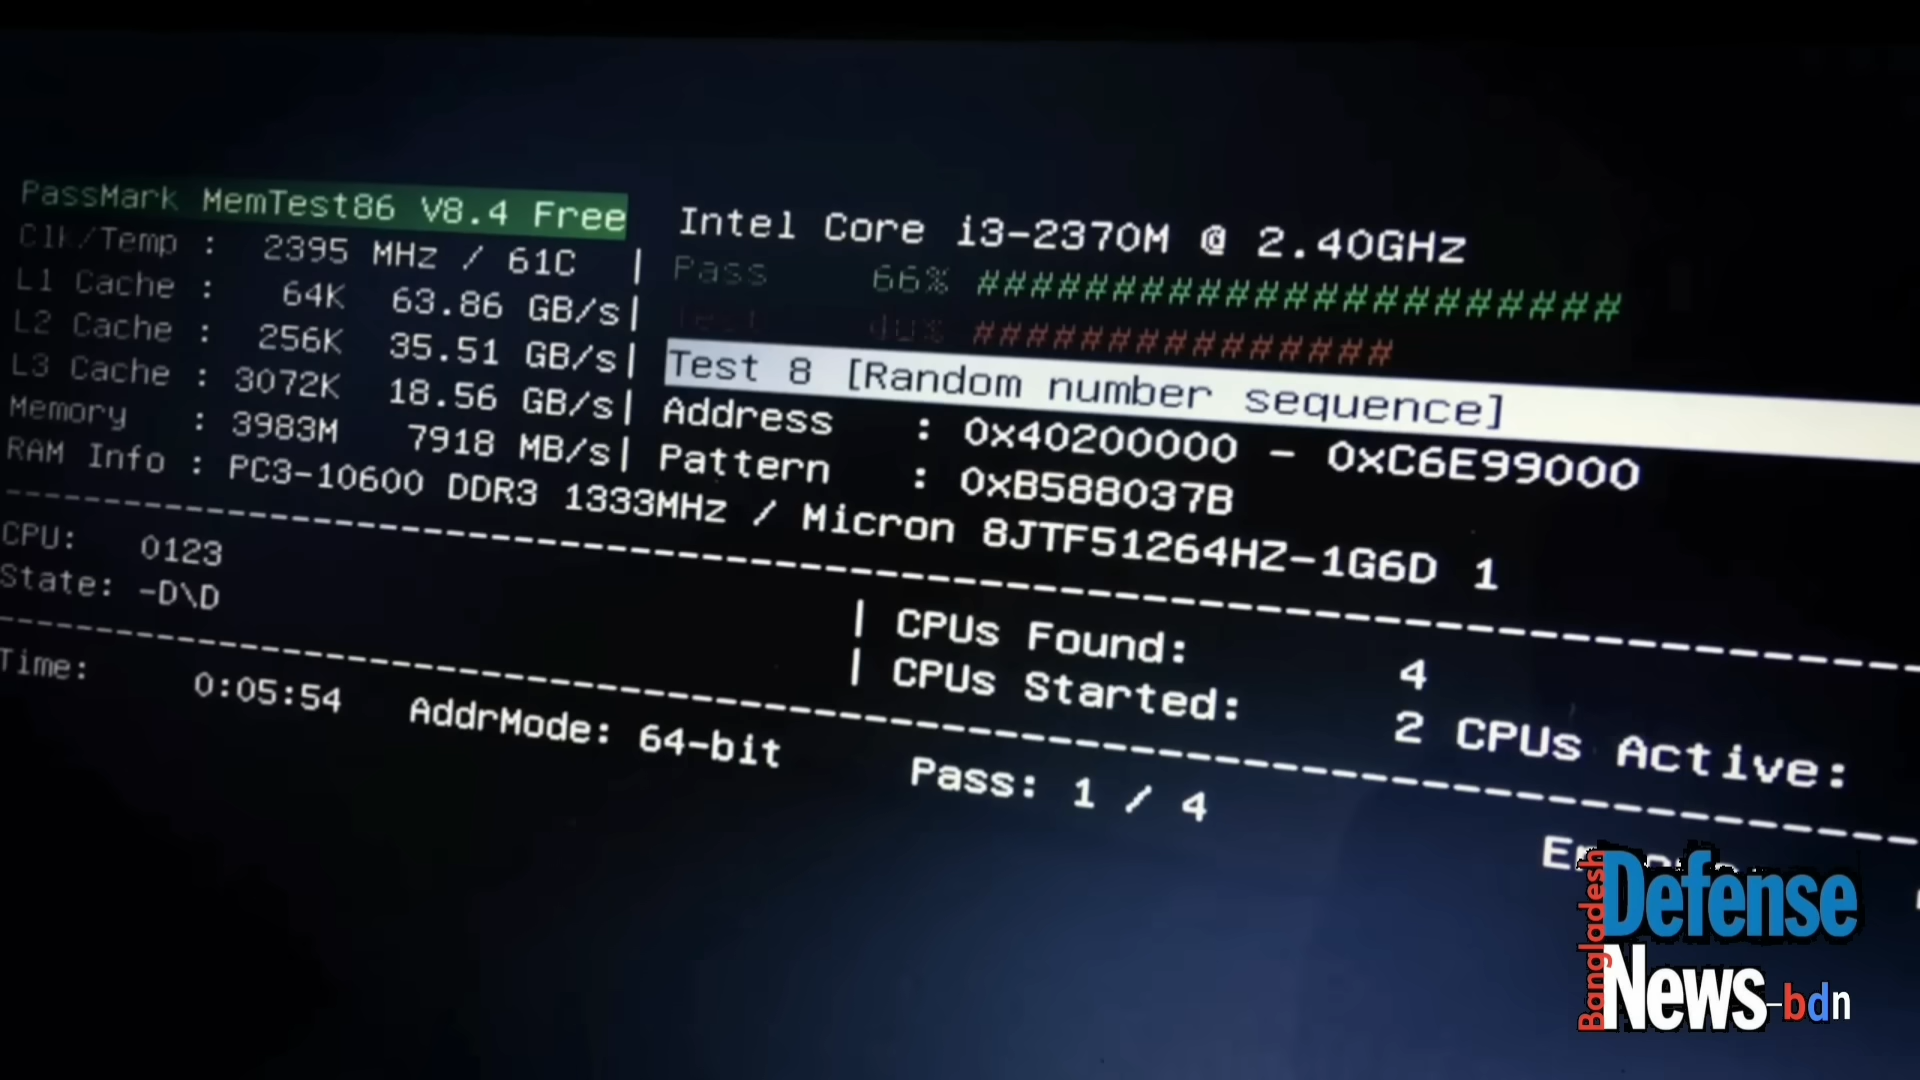 PassMark MemTest86 V8.4 Free
Intel Core i3-2370M @ 2.40GHz
Clk/Temp : 2395 MHz / 61C |
Pass 66% ########################
L1 Cache : 64K 63.86 GB/s|
################
L2 Cache : 256K 35.51 GB/s|
Test 8 [Random number sequence]
L3 Cache : 3072K 18.56 GB/s|
Address : 0x40200000 - 0xC6E99000
Memory : 3983M 7918 MB/s|
Pattern : 0xB588037B
RAM Info : PC3-10600 DDR3 1333MHz / Micron 8JTF51264HZ-1G6D 1
CPU: 0123
| CPUs Found: 4
State: -D\D
| CPUs Started: 2 CPUs Active:
Time: 0:05:54 AddrMode: 64-bit Pass: 1 / 4
Bangladesh
Defense
News-bdn